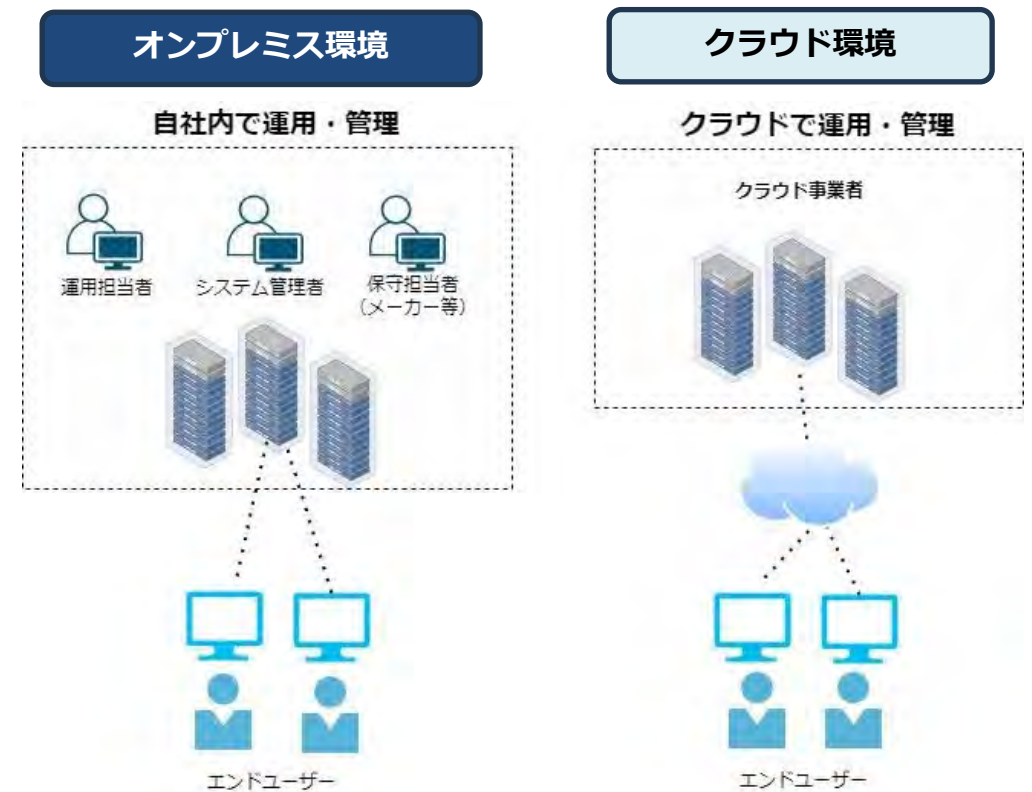 オンプレミス環境
クラウド環境
自社内で運用・管理
クラウドで運用・管理
運用担当者
システム管理者
保守担当者
（メーカー等）
クラウド事業者
エンドユーザー
エンドユーザー